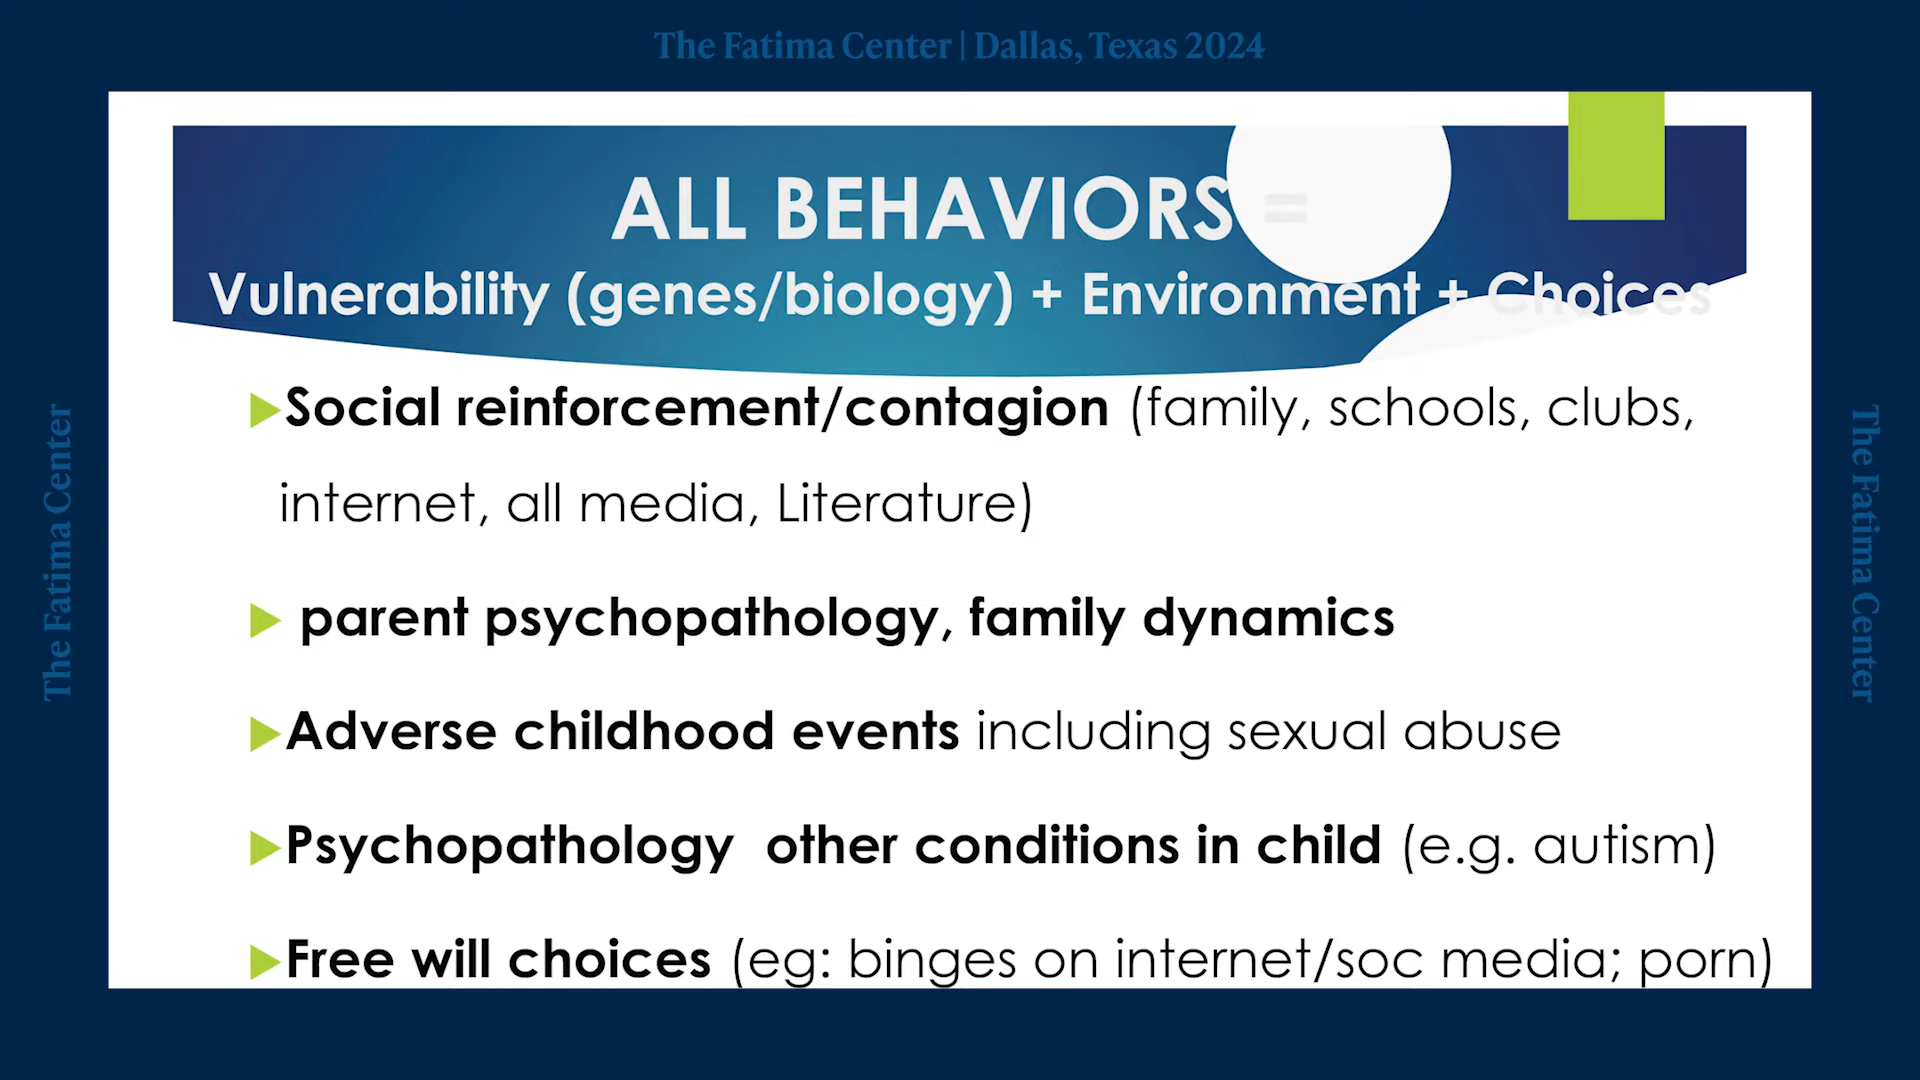 The Fatima Center | Dallas, Texas 2024
ALL BEHAVIORS =
Vulnerability (genes/biology) + Environment + Choices
Social reinforcement/contagion (family, schools, clubs,
internet, all media, Literature)
parent psychopathology, family dynamics
Adverse childhood events including sexual abuse
Psychopathology other conditions in child (e.g. autism)
Free will choices (eg: binges on internet/soc media; porn)
The Fatima Center
The Fatima Center